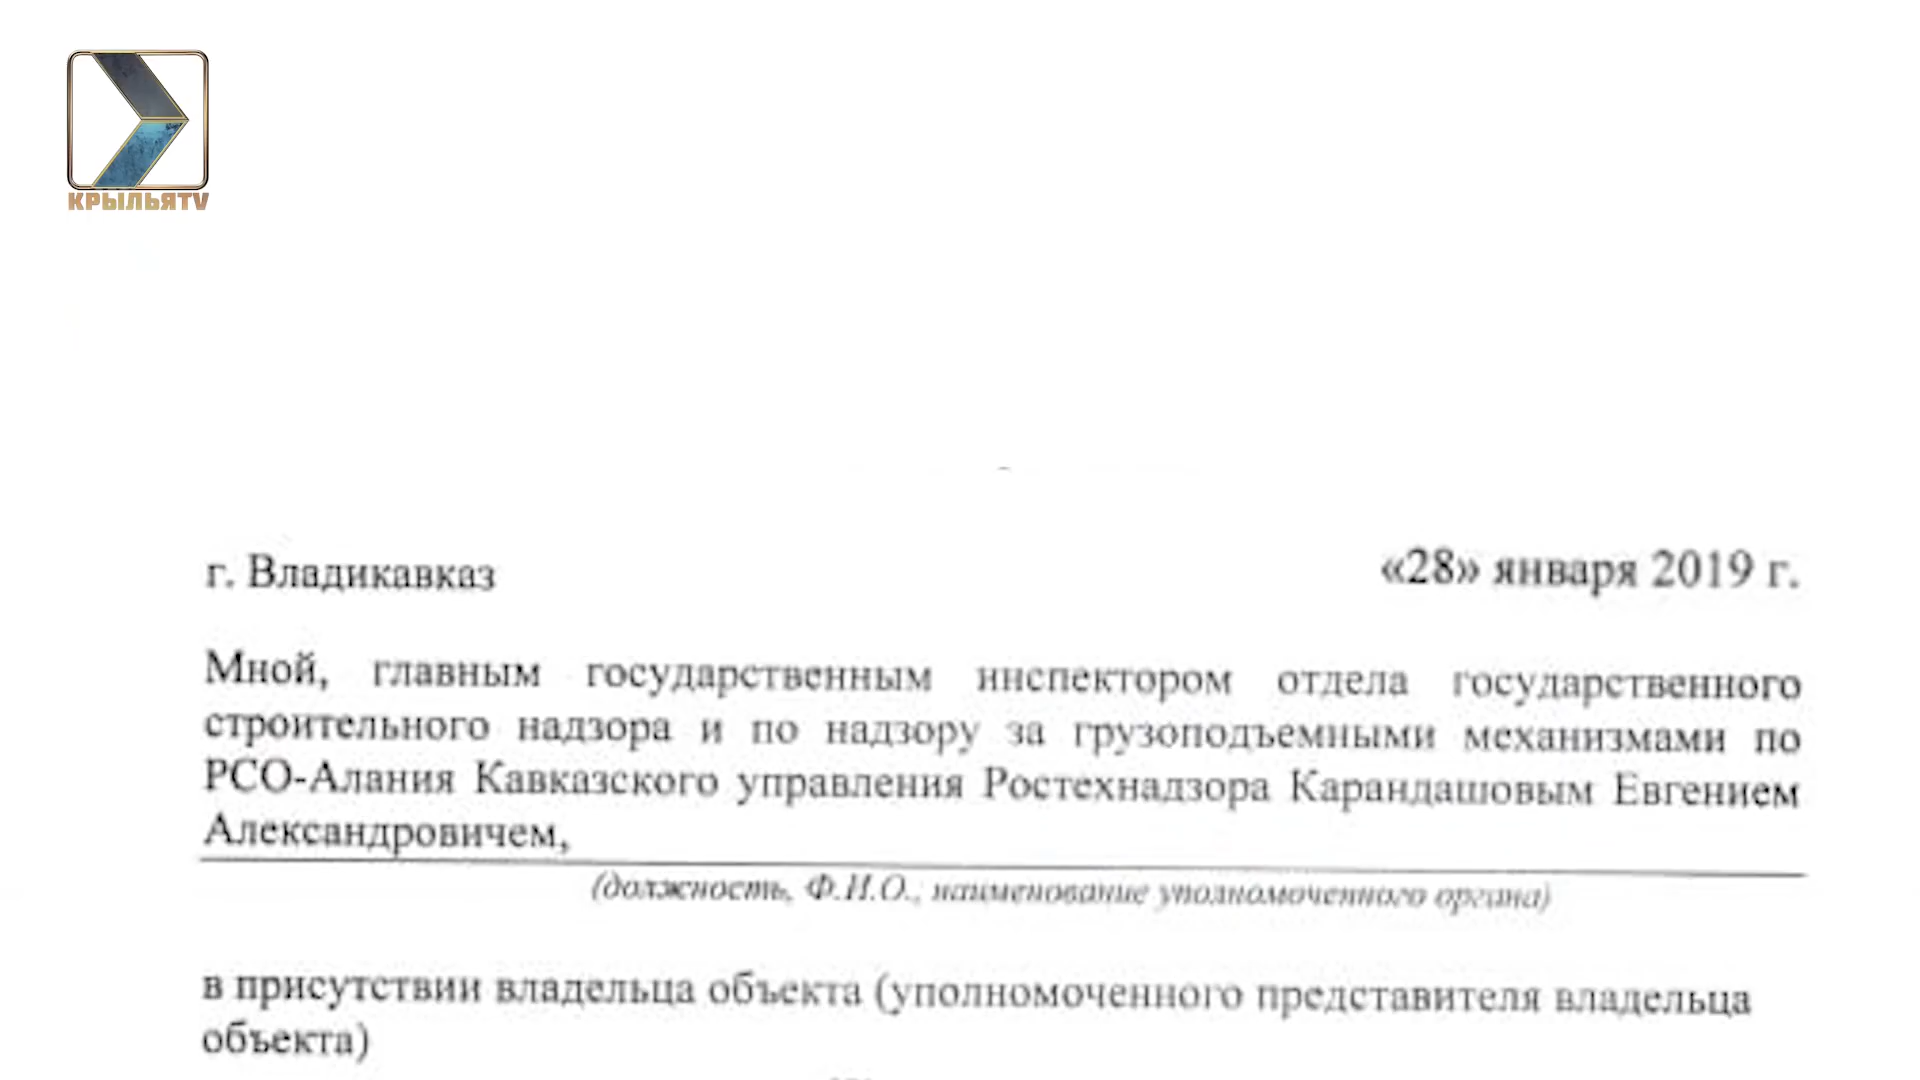 КРЫЛЬЯTV
г. Владикавказ «28» января 2019 г.
Мной, главным государственным инспектором отдела государственного
строительного надзора и по надзору за грузоподъемными механизмами по
РСО-Алания Кавказского управления Ростехнадзора Карандашовым Евгением
Александровичем,
(должность, Ф.И.О., наименование уполномоченного органа)
в присутствии владельца объекта (уполномоченного представителя владельца
объекта)